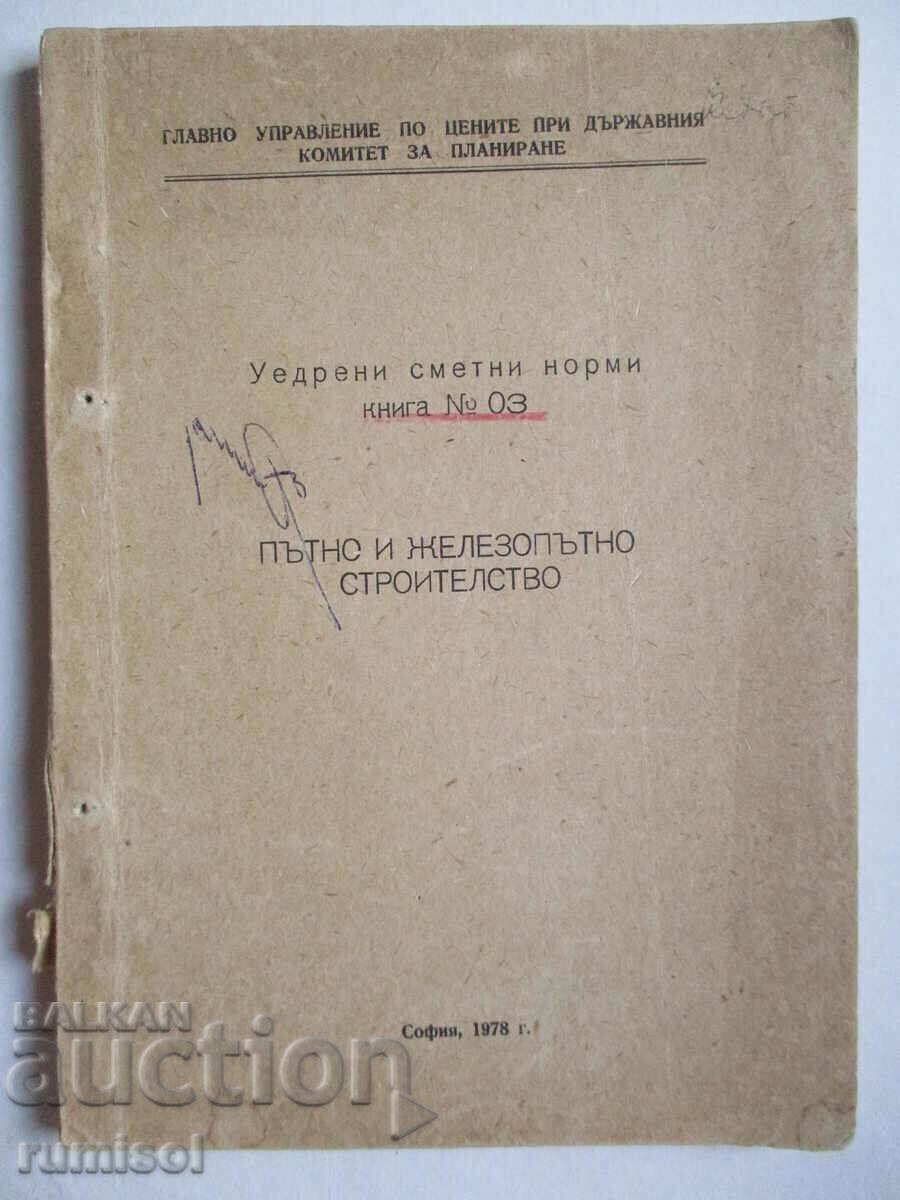 ГЛАВНО УПРАВЛЕНИЕ ПО ЦЕНИТЕ ПРИ ДЪРЖАВНИЯ
КОМИТЕТ ЗА ПЛАНИРАНЕ
Уедрени сметни норми
книга № 03
ПЪТНО И ЖЕЛЕЗОПЪТНО
СТРОИТЕЛСТВО
София, 1978 г.
BALKAN
auction
rumisol